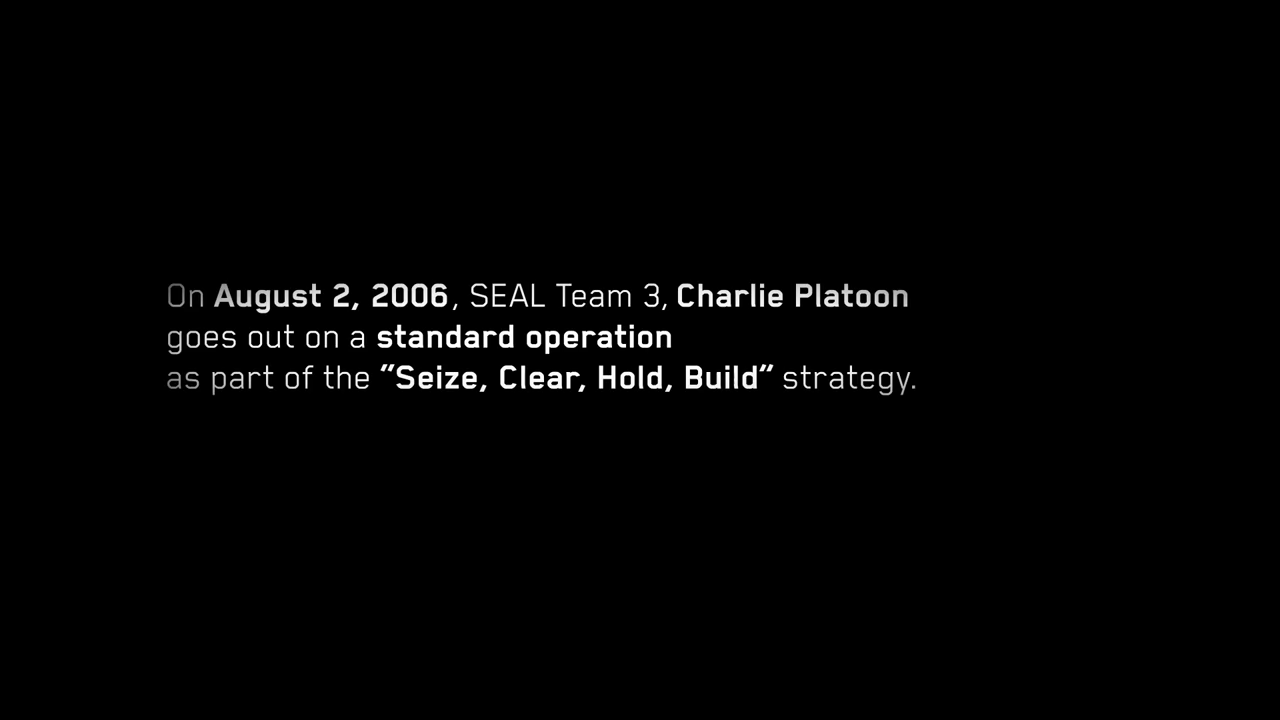 On August 2, 2006, SEAL Team 3, Charlie Platoon
goes out on a standard operation
as part of the "Seize, Clear, Hold, Build" strategy.